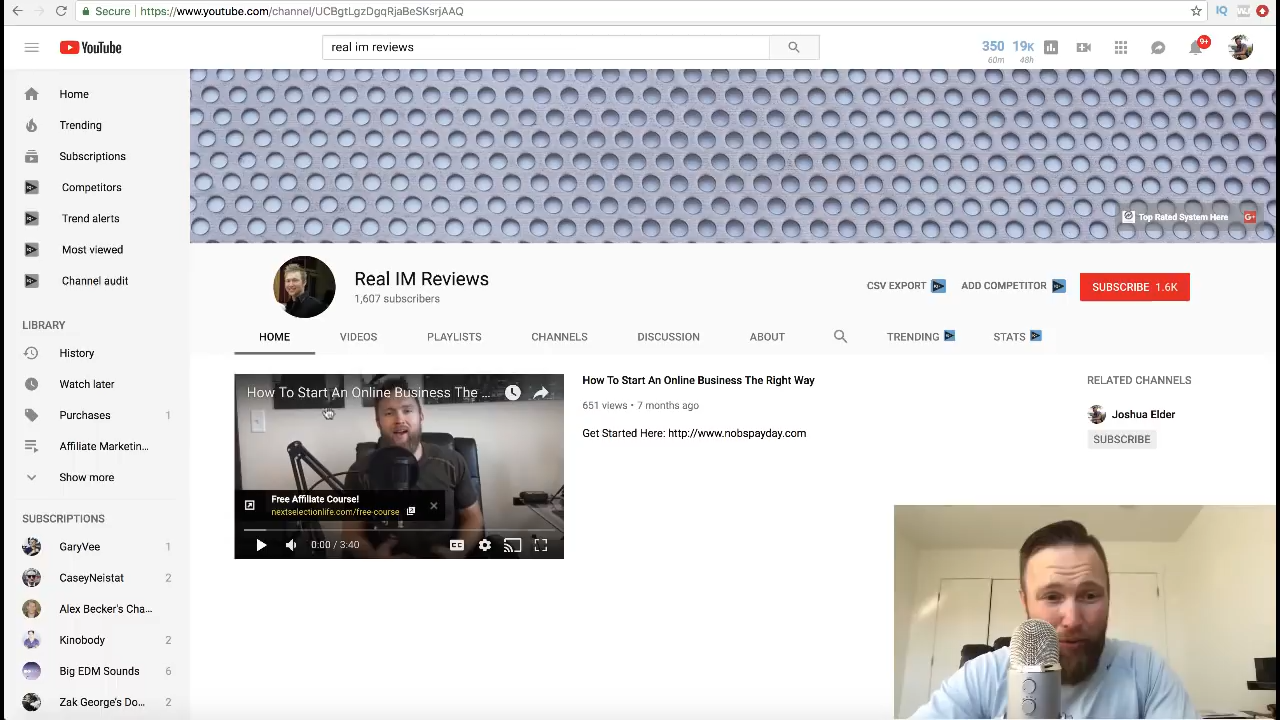 Secure
https://www.youtube.com/channel/UCBgtLgzDgqRjaBeSKsrjAAQ
YouTube
real im reviews
350 19K
60m 48h
9+
Home
Trending
Subscriptions
Competitors
Trend alerts
Most viewed
Channel audit
LIBRARY
History
Watch later
Purchases 1
Affiliate Marketin...
Show more
SUBSCRIPTIONS
GaryVee 1
CaseyNeistat 2
Alex Becker's Cha...
Kinobody 2
Big EDM Sounds 6
Zak George's Do... 2
Top Rated System Here
G+
Real IM Reviews
1,607 subscribers
CSV EXPORT
ADD COMPETITOR
SUBSCRIBE 1.6K
HOME
VIDEOS
PLAYLISTS
CHANNELS
DISCUSSION
ABOUT
TRENDING
STATS
How To Start An Online Business The ...
Free Affiliate Course!
nextselectionlife.com/free-course
0:00 / 3:40
CC
How To Start An Online Business The Right Way
651 views • 7 months ago
Get Started Here: http://www.nobspayday.com
RELATED CHANNELS
Joshua Elder
SUBSCRIBE